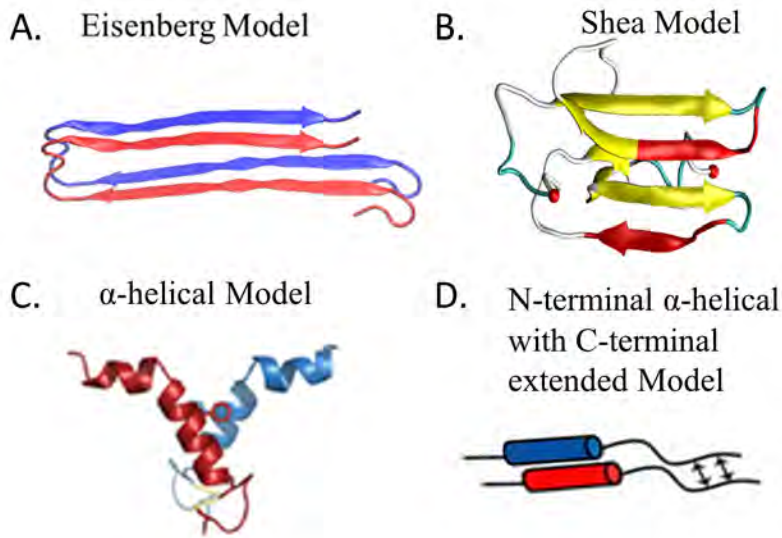 A. Eisenberg Model
B. Shea Model
C. α-helical Model
D. N-terminal α-helical
with C-terminal
extended Model